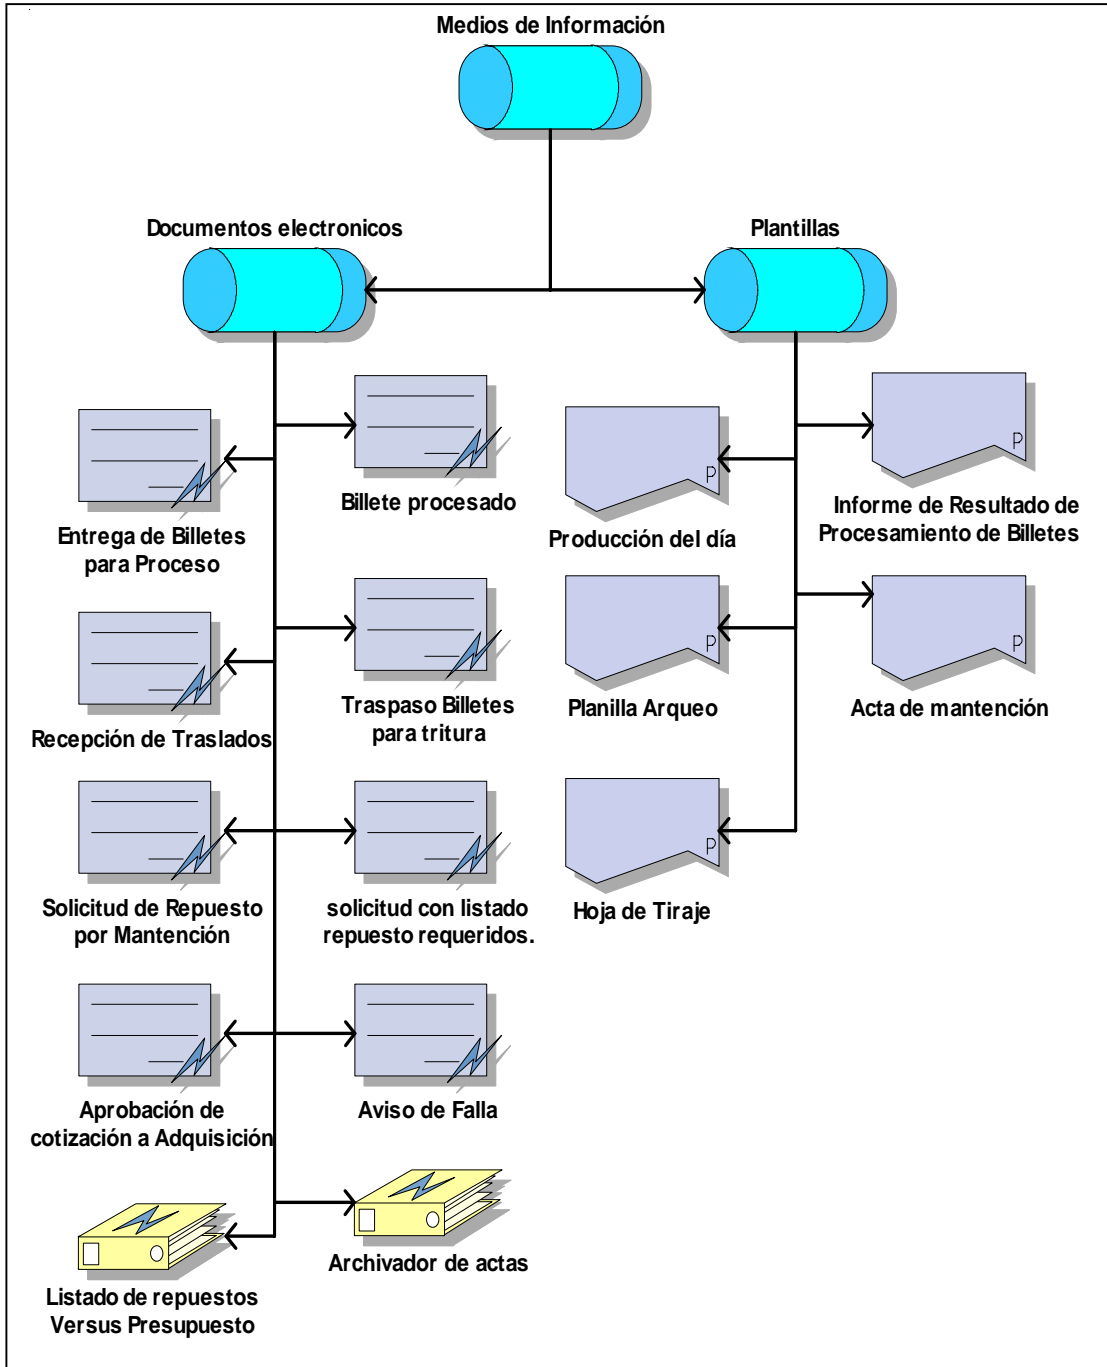 Medios de Información
Documentos electronicos
Plantillas
Billete procesado
Entrega de Billetes
para Proceso
Producción del día
P
Informe de Resultado de
Procesamiento de Billetes
P
Recepción de Traslados
Traspaso Billetes
para tritura
Planilla Arqueo
P
Acta de mantención
P
Solicitud de Repuesto
por Mantención
solicitud con listado
repuesto requeridos.
Hoja de Tiraje
P
Aprobación de
cotización a Adquisición
Aviso de Falla
Archivador de actas
Listado de repuestos
Versus Presupuesto